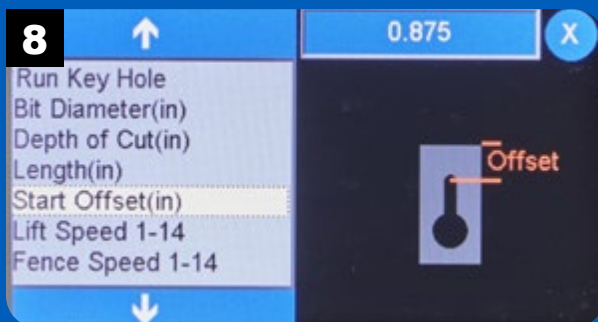 8
0.875
X
Run Key Hole
Bit Diameter(in)
Depth of Cut(in)
Length(in)
Start Offset(in)
Lift Speed 1-14
Fence Speed 1-14
Offset